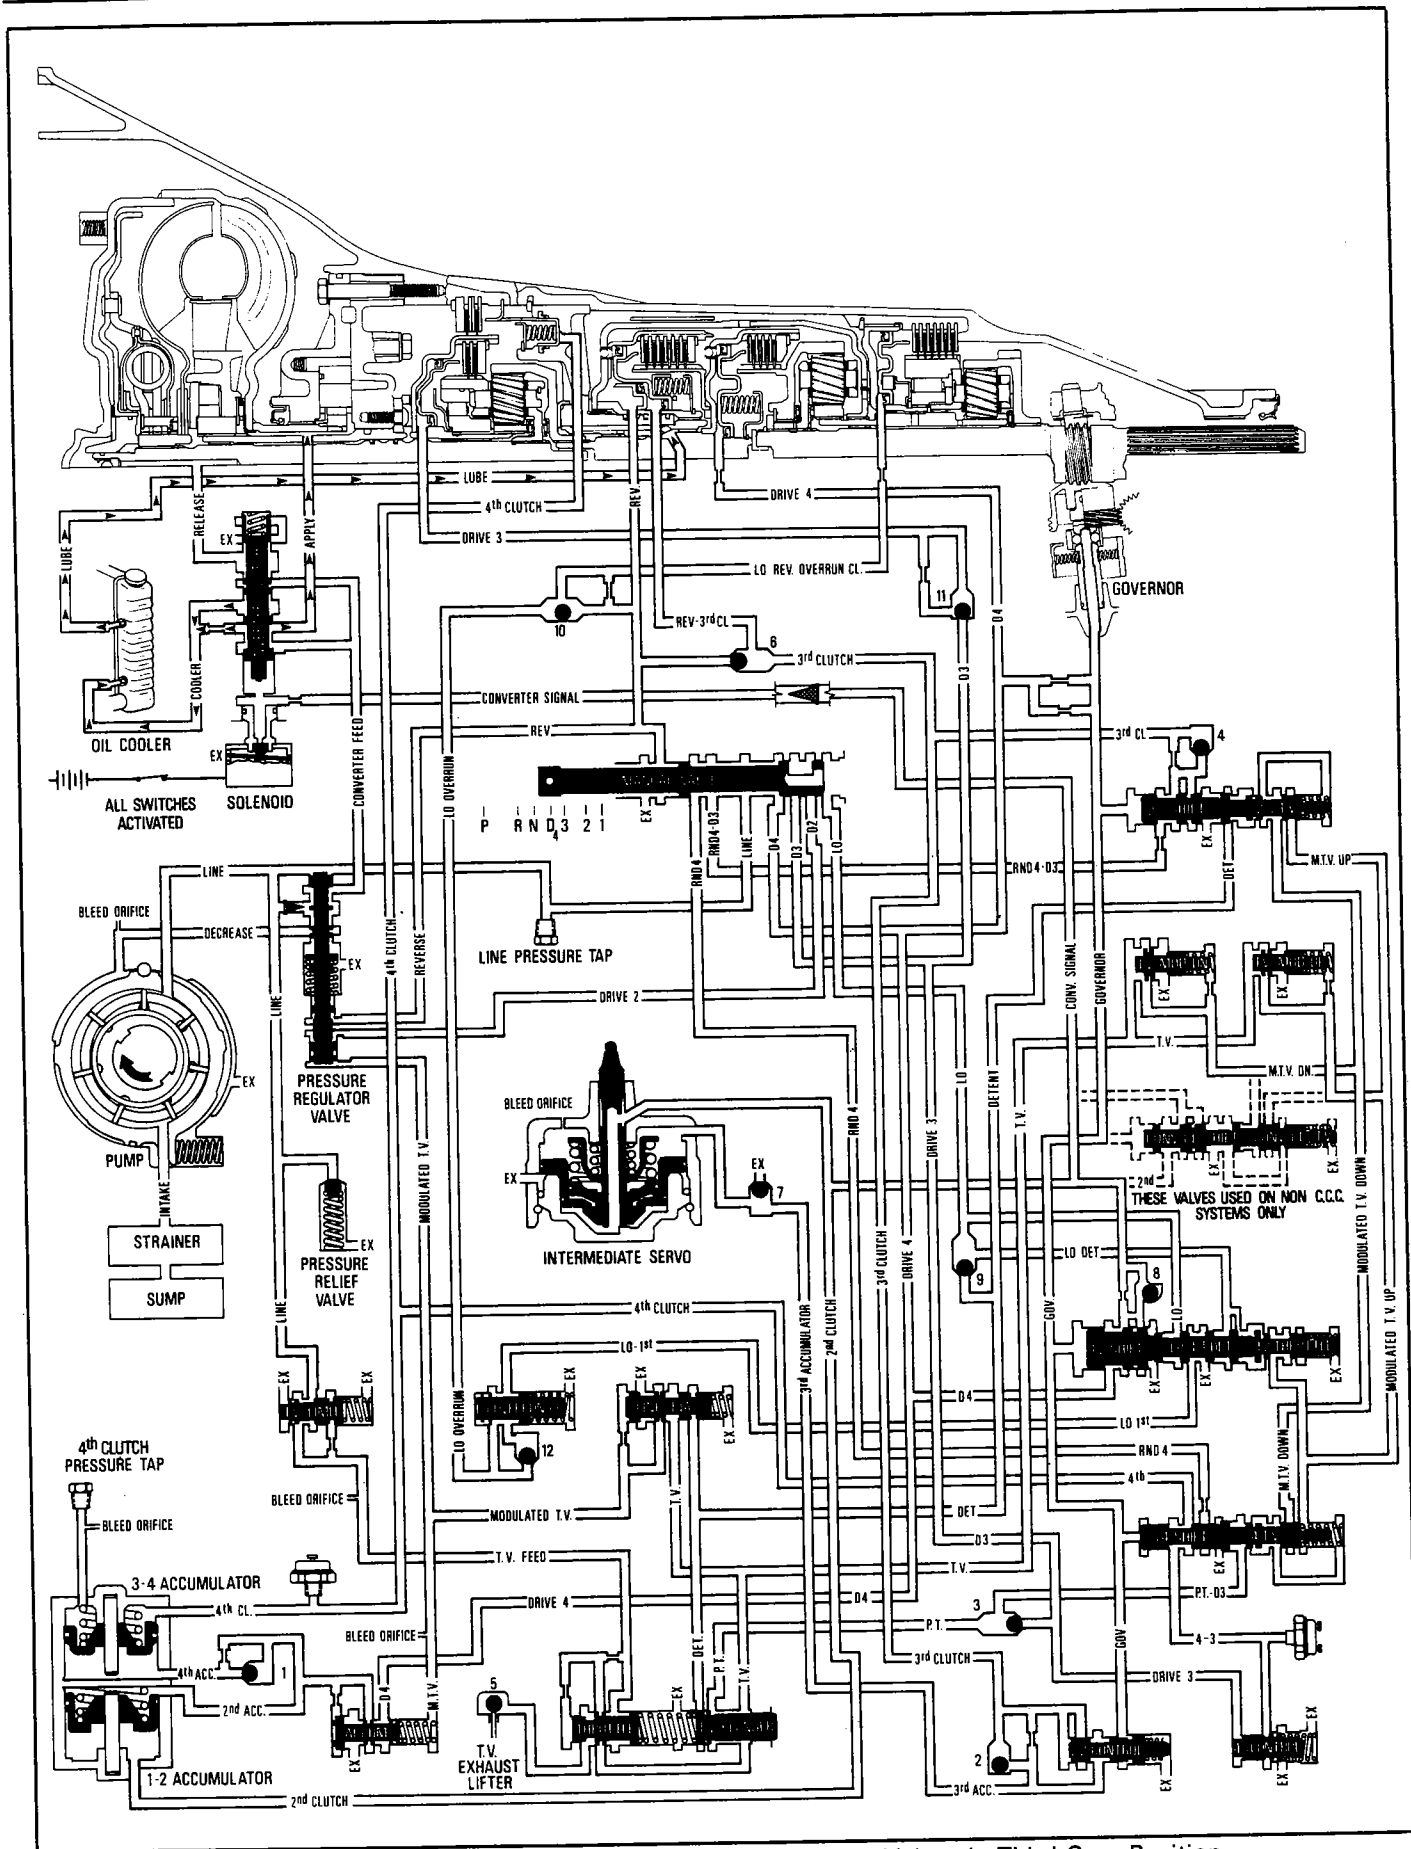 LUBE
4th CLUTCH
REV.
DRIVE 4
RELEASE
EX
APPLY
DRIVE 3
LUBE
LO REV. OVERRUN CL.
D4
GOVERNOR
11
10
REV-3rd CL
6
3rd CLUTCH
D3
COOLER
CONVERTER SIGNAL
OIL COOLER
REV
3rd CL
4
EX
CONVERTER FEED
LO OVERRUN
ALL SWITCHES
ACTIVATED
SOLENOID
P R N D4 3 2 1
EX
RND4
RND4-D3
LINE
D4
D3
D2
LO
EX
DET
M.T.V. UP
RND4-D3
LINE
BLEED ORIFICE
DECREASE
EX
4th CLUTCH
REVERSE
LINE PRESSURE TAP
CONV. SIGNAL
GOVERNOR
LINE
DRIVE 2
EX
EX
T.V.
M.T.V. DN.
EX
PRESSURE
REGULATOR
VALVE
PUMP
INTAKE
BLEED ORIFICE
EX
EX
7
RND 4
DRIVE 3
LO
DETENT
T.V.
EX
EX
2nd
THESE VALVES USED ON NON C.C.C.
SYSTEMS ONLY
MODULATED T.V.
STRAINER
SUMP
EX
PRESSURE
RELIEF
VALVE
INTERMEDIATE SERVO
3rd CLUTCH
DRIVE 4
LO DET
9
8
MODULATED T.V. DOWN
LINE
4th CLUTCH
3rd ACCUMULATOR
2nd CLUTCH
GOV
LO
MODULATED T.V. UP
LO-1st
EX
EX
EX
EX
LO OVERRUN
EX
12
D4
EX
EX
EX
LO 1st
4th CLUTCH
PRESSURE TAP
RND 4
4th
M.T.V. DOWN
BLEED ORIFICE
BLEED ORIFICE
MODULATED T.V.
T.V.
DET
D3
EX
T.V. FEED
T.V.
3-4 ACCUMULATOR
4th CL.
DRIVE 4
D4
P.T.-D3
3
BLEED ORIFICE
DET.
P.T.
P.T.
4-3
GOV
4th ACC.
1
D4
M.T.V.
5
EX
T.V.
3rd CLUTCH
DRIVE 3
2nd ACC.
EX
T.V.
EXHAUST
LIFTER
2
EX
EX
EX
1-2 ACCUMULATOR
2nd CLUTCH
3rd ACC.